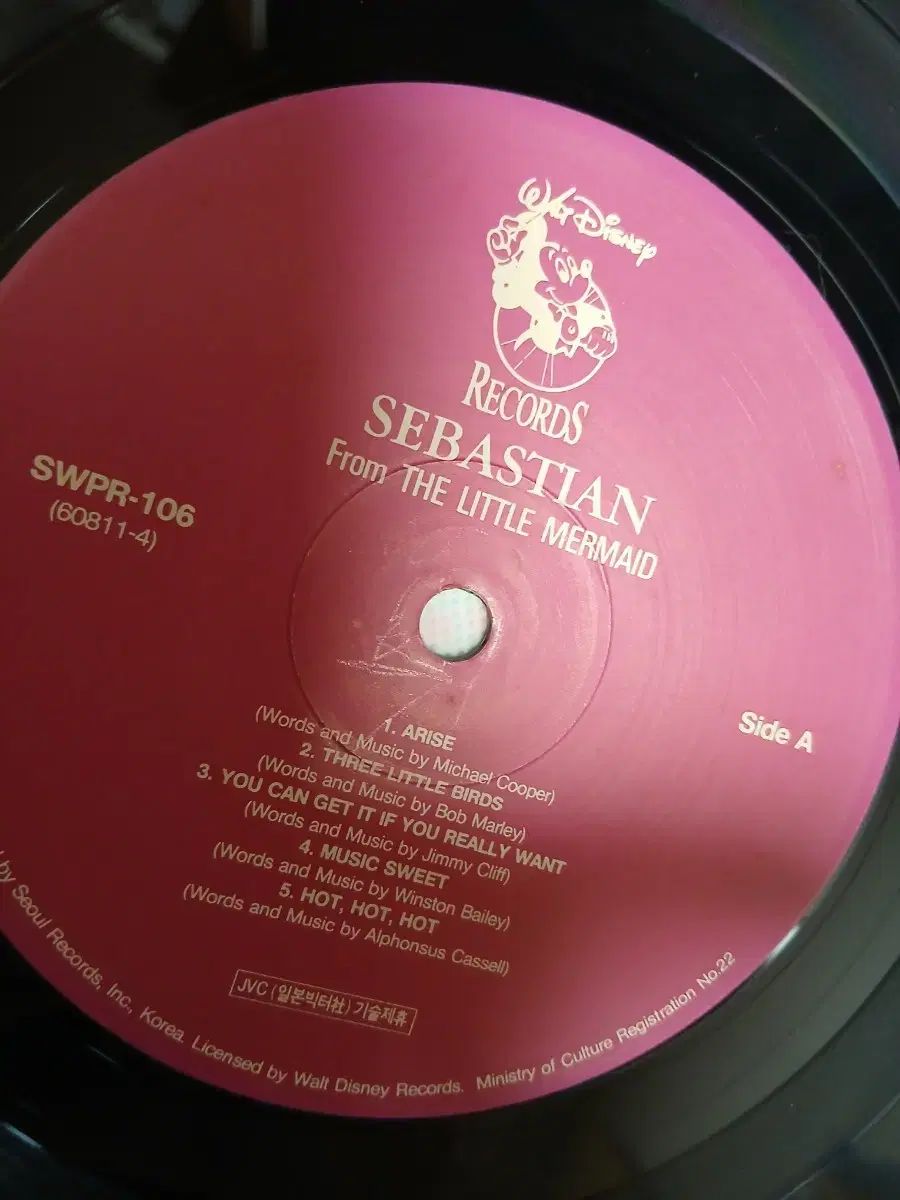 WALT DISNEY
RECORDS
SEBASTIAN
From THE LITTLE MERMAID
SWPR-106
(60811-4)
Side A
1. ARISE
(Words and Music by Michael Cooper)
2. THREE LITTLE BIRDS
(Words and Music by Bob Marley)
3. YOU CAN GET IT IF YOU REALLY WANT
(Words and Music by Jimmy Cliff)
4. MUSIC SWEET
(Words and Music by Winston Bailey)
5. HOT, HOT, HOT
(Words and Music by Alphonsus Cassell)
JVC (일본빅터社) 기술제휴
by Seoul Records, Inc., Korea. Licensed by Walt Disney Records. Ministry of Culture Registration No.22